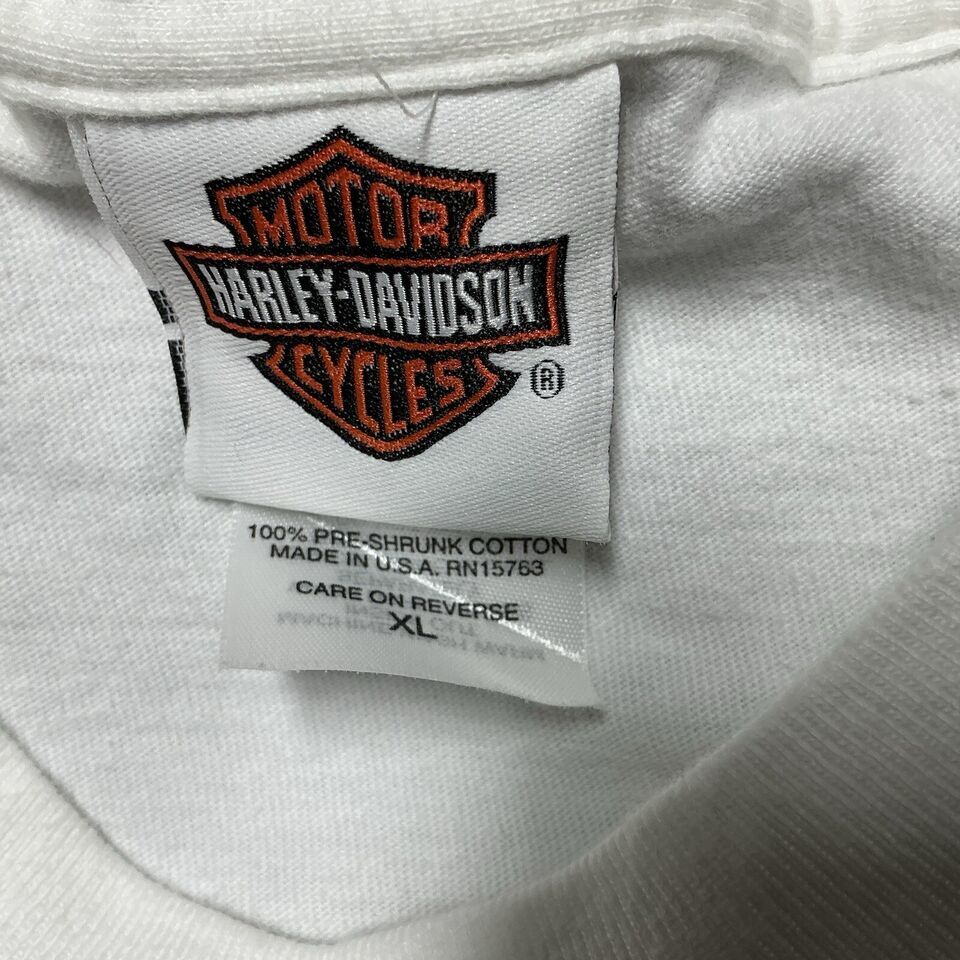 MOTOR
HARLEY-DAVIDSON
CYCLES
®
100% PRE-SHRUNK COTTON
MADE IN U.S.A. RN15763
CARE ON REVERSE
XL